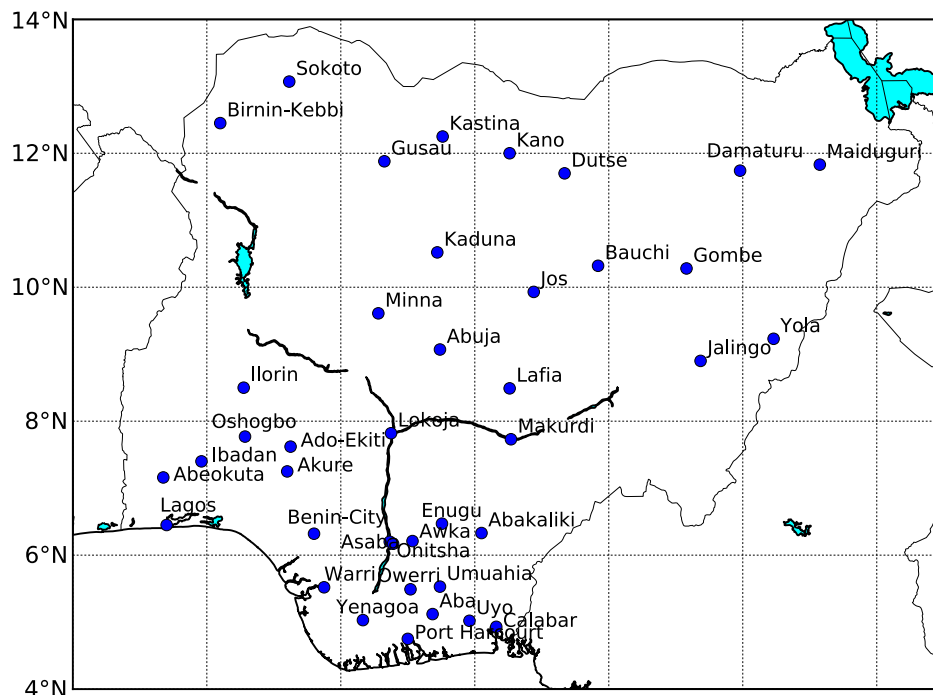 14°N
Sokoto
Birnin-Kebbi
Kastina
Kano
Gusau
12°N
Dutse
Damaturu
Maiduguri
Kaduna
Bauchi
Gombe
10°N
Jos
Minna
Abuja
Yola
Jalingo
Ilorin
Lafia
8°N
Oshogbo
Lokoja
Makurdi
Ado-Ekiti
Ibadan
Akure
Abeokuta
Lagos
Benin-City
Enugu
Abakaliki
Awka
Asaba
Onitsha
6°N
Warri
Owerri
Umuahia
Yenagoa
Aba
Uyo
Calabar
Port Harcourt
4°N